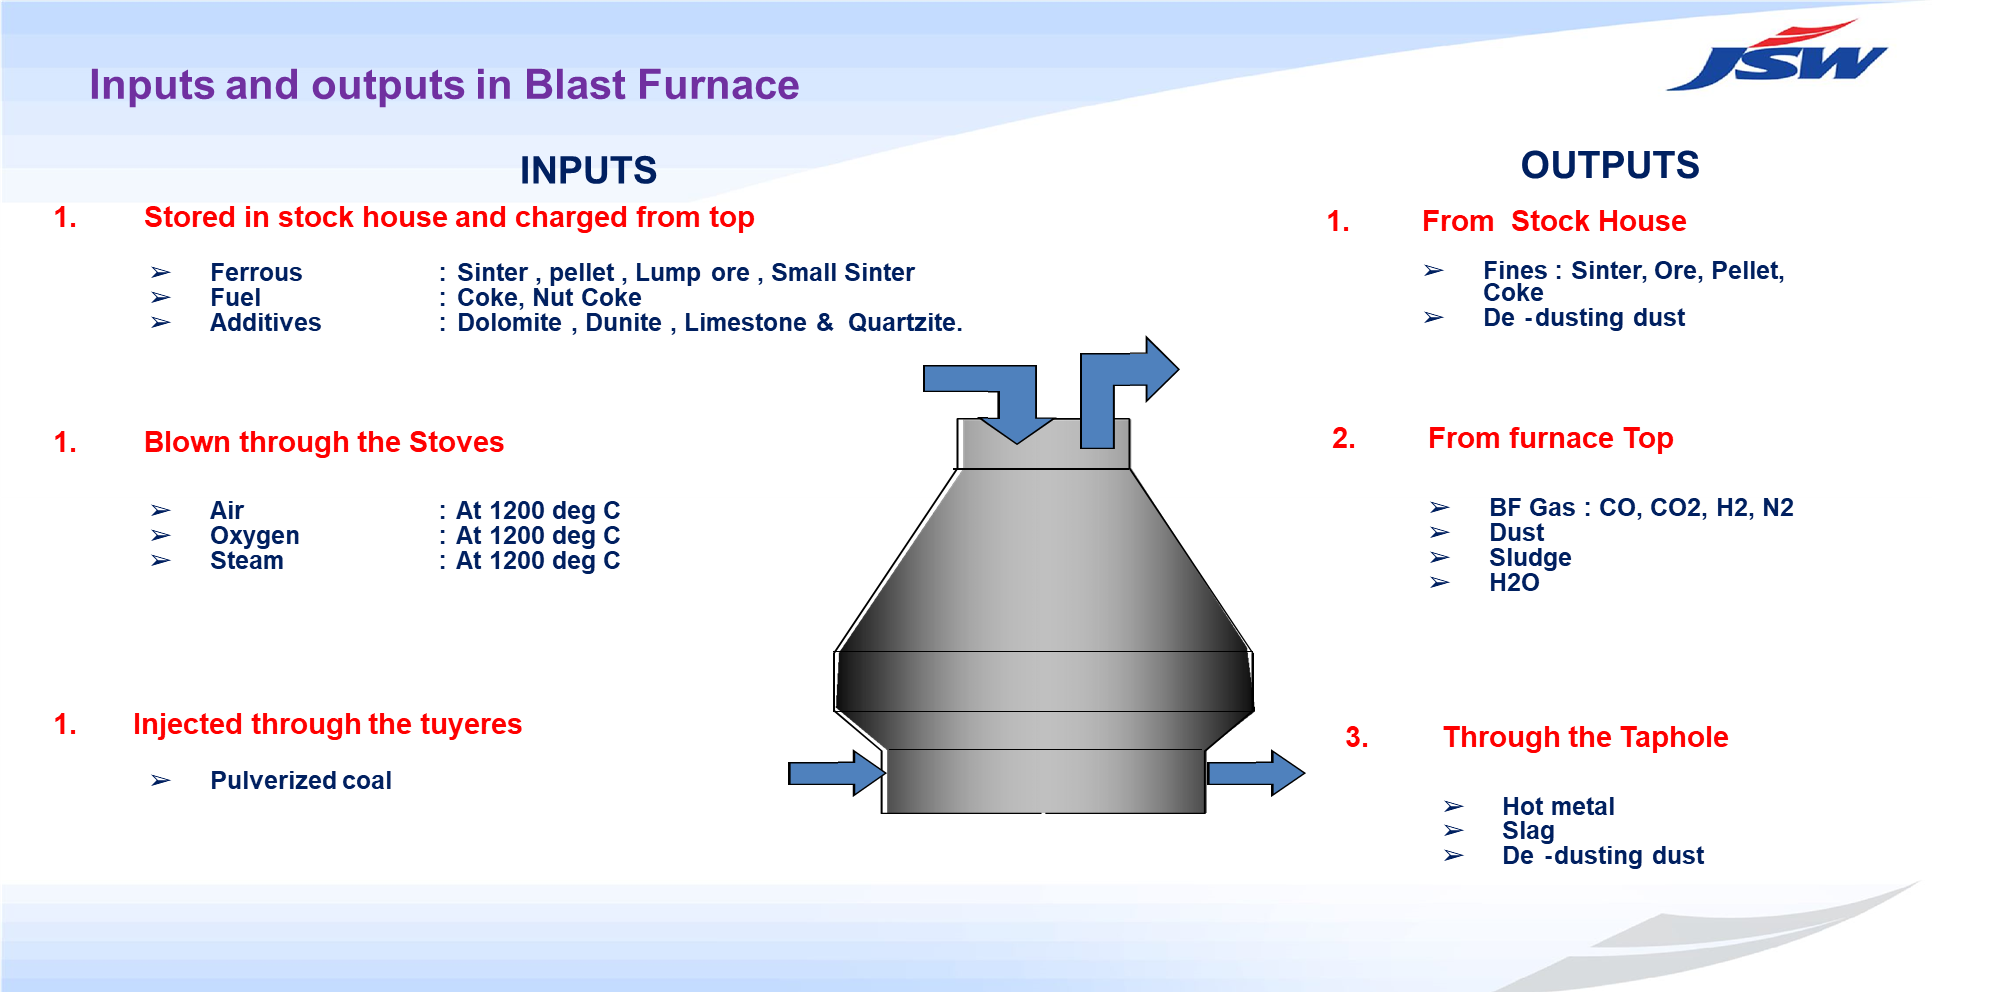 JSW
Inputs and outputs in Blast Furnace
INPUTS
1. Stored in stock house and charged from top
➢ Ferrous : Sinter , pellet , Lump ore , Small Sinter
➢ Fuel : Coke, Nut Coke
➢ Additives : Dolomite , Dunite , Limestone & Quartzite.
1. Blown through the Stoves
➢ Air : At 1200 deg C
➢ Oxygen : At 1200 deg C
➢ Steam : At 1200 deg C
1. Injected through the tuyeres
➢ Pulverized coal
OUTPUTS
1. From Stock House
➢ Fines : Sinter, Ore, Pellet,
Coke
➢ De -dusting dust
2. From furnace Top
➢ BF Gas : CO, CO2, H2, N2
➢ Dust
➢ Sludge
➢ H2O
3. Through the Taphole
➢ Hot metal
➢ Slag
➢ De -dusting dust